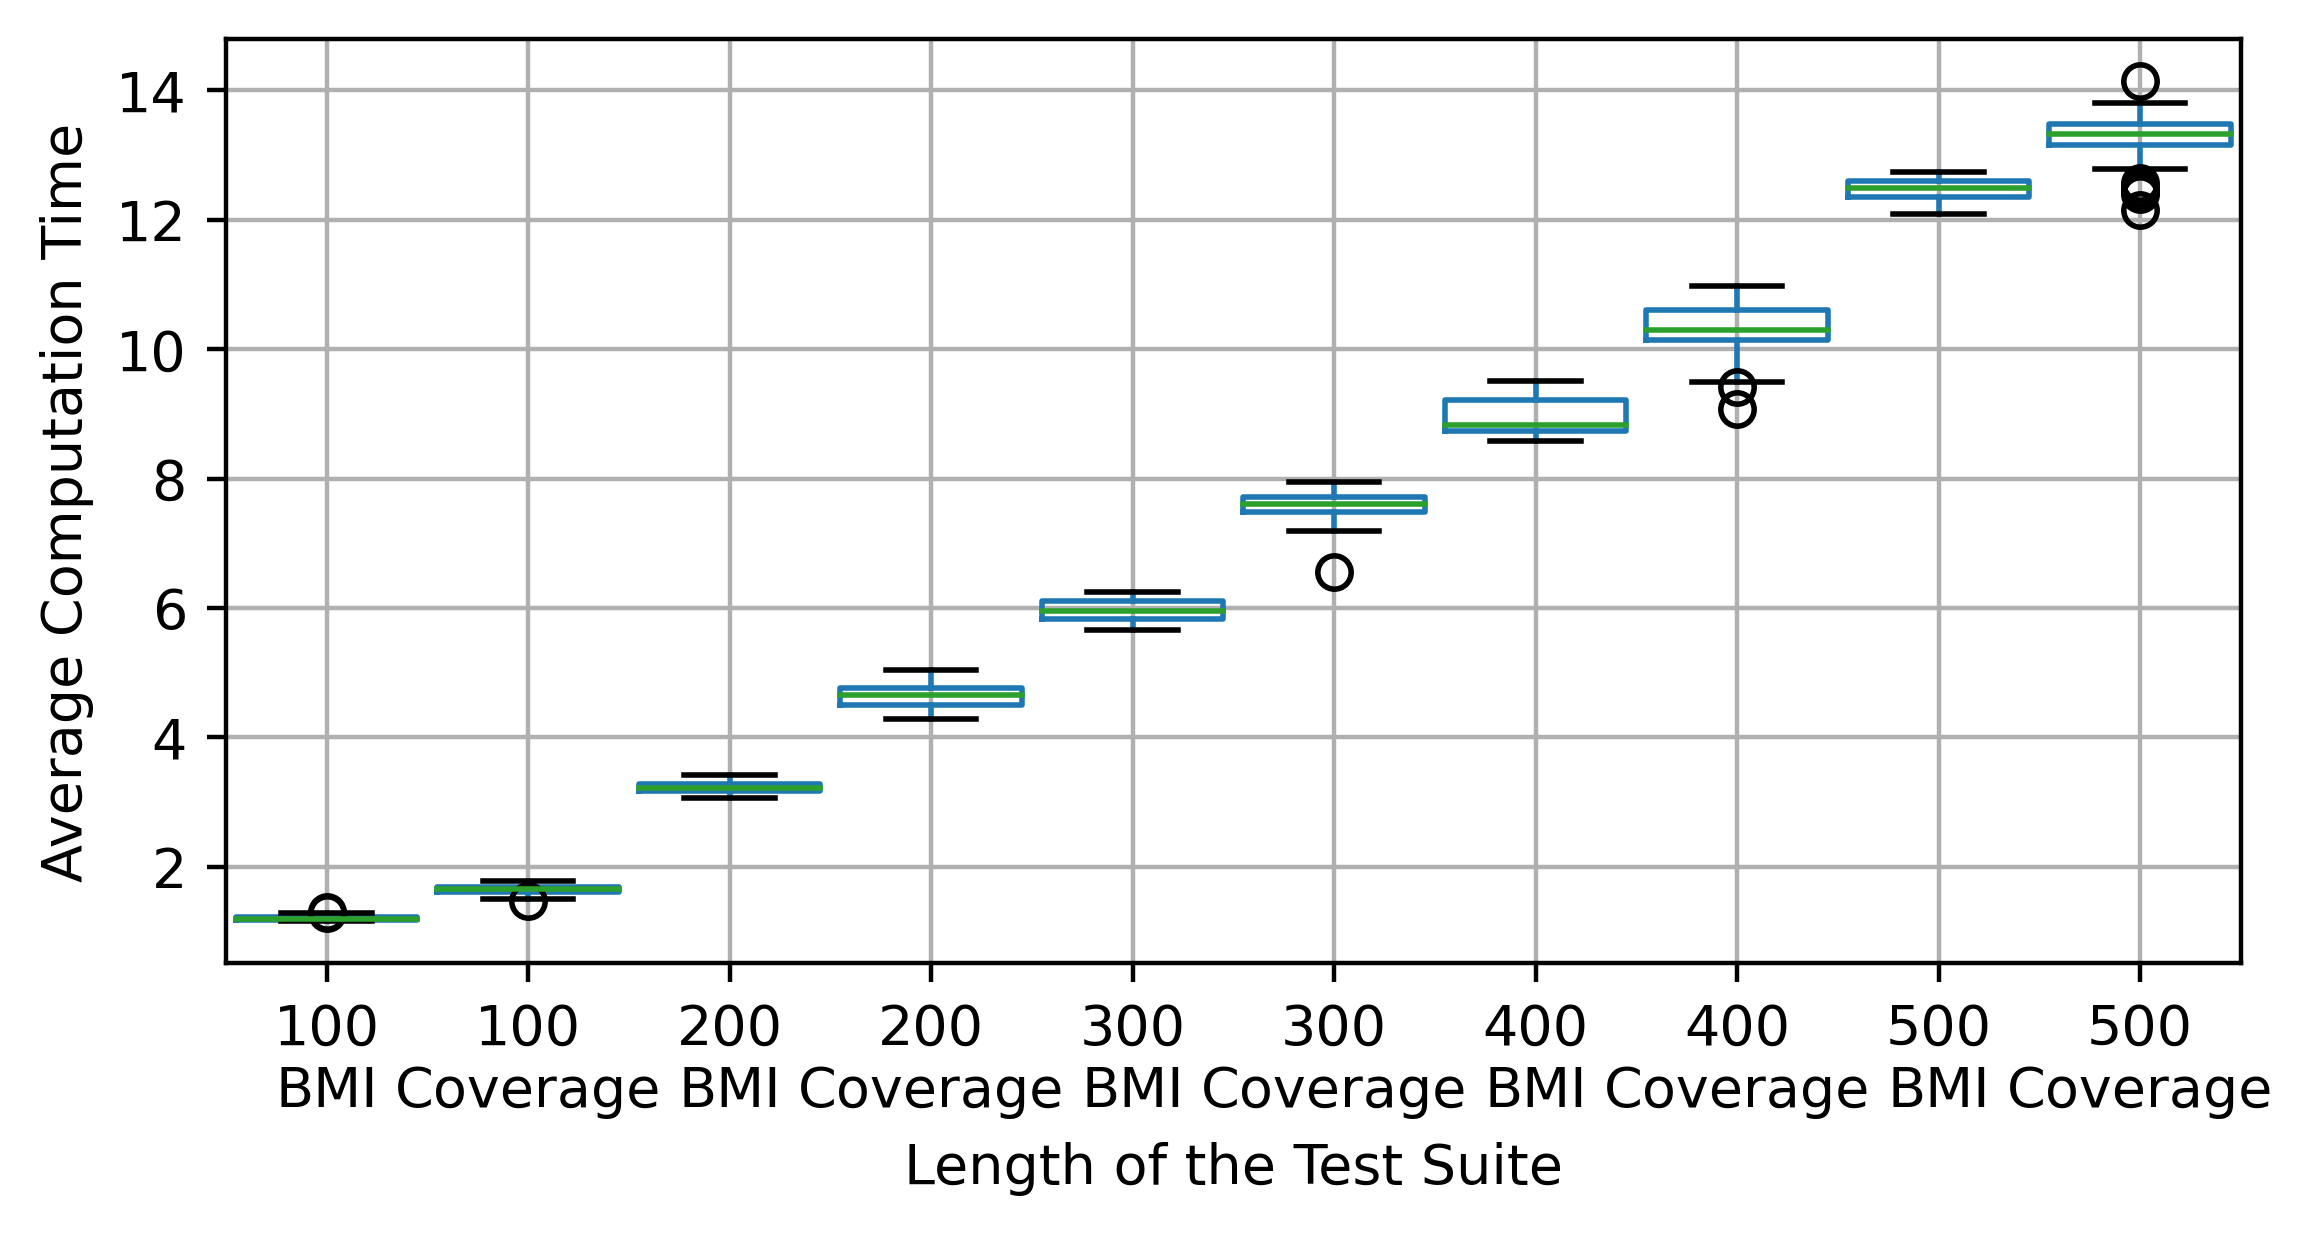 Average Computation Time
14
12
10
8
6
4
2
100 100 200 200 300 300 400 400 500 500
BMI Coverage BMI Coverage BMI Coverage BMI Coverage BMI Coverage
Length of the Test Suite